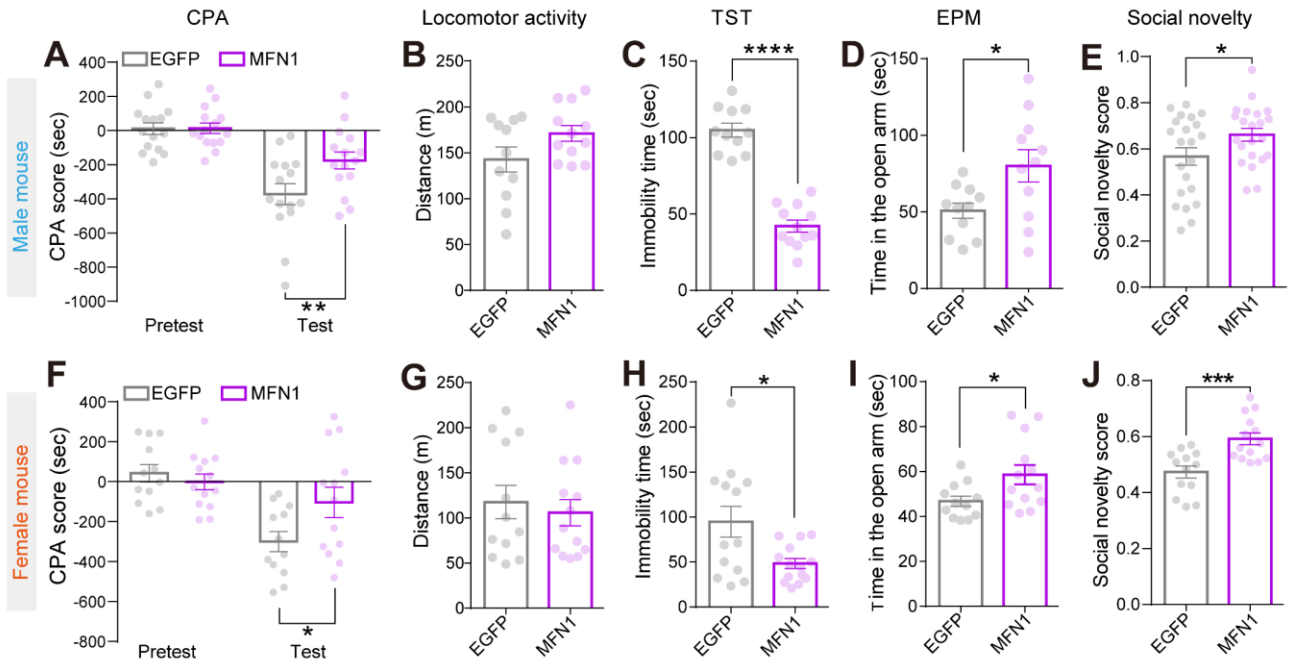 CPA
Locomotor activity
TST
EPM
Social novelty
Male mouse
A
EGFP
MFN1
CPA score (sec)
400
200
0
-200
-400
-600
-800
-1000
**
Pretest
Test
B
Distance (m)
250
200
150
100
50
0
EGFP
MFN1
C
****
Immobility time (sec)
150
100
50
0
EGFP
MFN1
D
*
Time in the open arm (sec)
150
100
50
0
EGFP
MFN1
E
*
Social novelty score
1.0
0.8
0.6
0.4
0.2
0.0
EGFP
MFN1
Female mouse
F
EGFP
MFN1
CPA score (sec)
400
200
0
-200
-400
-600
-800
*
Pretest
Test
G
Distance (m)
250
200
150
100
50
0
EGFP
MFN1
H
*
Immobility time (sec)
250
200
150
100
50
0
EGFP
MFN1
I
*
Time in the open arm (sec)
100
80
60
40
20
0
EGFP
MFN1
J
***
Social novelty score
0.8
0.6
0.4
0.2
0.0
EGFP
MFN1